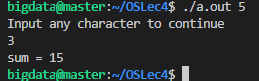 bigdata@master:~/OSLec4$ ./a.out 5
Input any character to continue
3
sum = 15
bigdata@master:~/OSLec4$